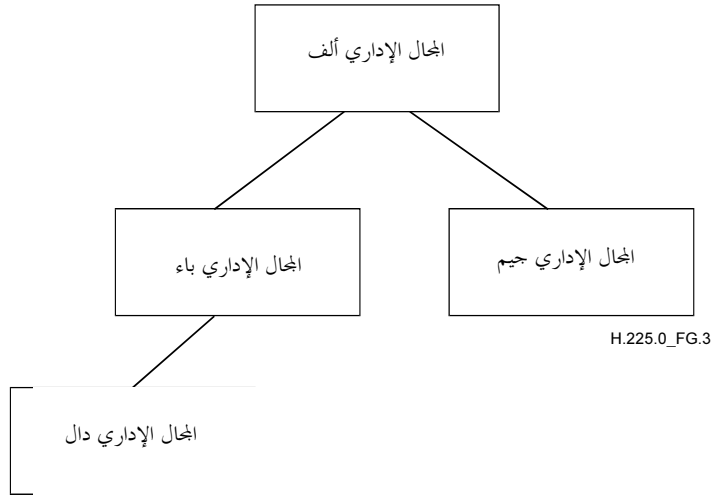 المجال الإداري ألف
المجال الإداري جيم
المجال الإداري باء
H.225.0_FG.3
المجال الإداري دال